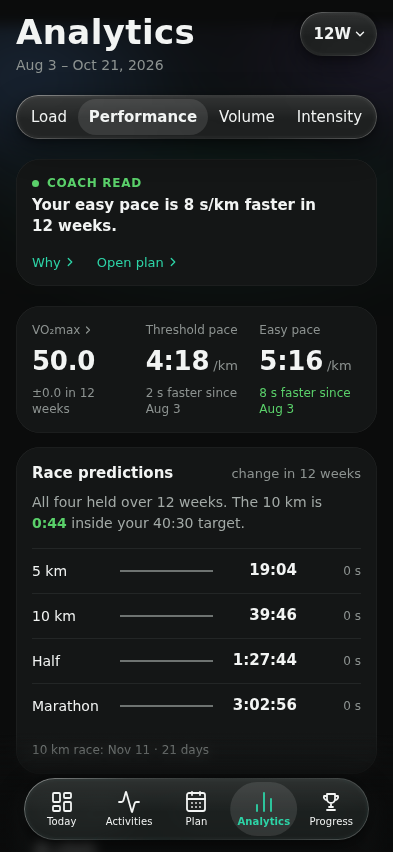 Analytics
12W
Aug 3 – Oct 21, 2026
Load Performance Volume Intensity
COACH READ
Your easy pace is 8 s/km faster in
12 weeks.
Why Open plan
VO₂max Threshold pace Easy pace
50.0 4:18 /km 5:16 /km
±0.0 in 12 weeks
2 s faster since Aug 3
8 s faster since Aug 3
Race predictions change in 12 weeks
All four held over 12 weeks. The 10 km is
0:44 inside your 40:30 target.
5 km 19:04 0 s
10 km 39:46 0 s
Half 1:27:44 0 s
Marathon 3:02:56 0 s
10 km race: Nov 11 · 21 days
Today Activities Plan Analytics Progress